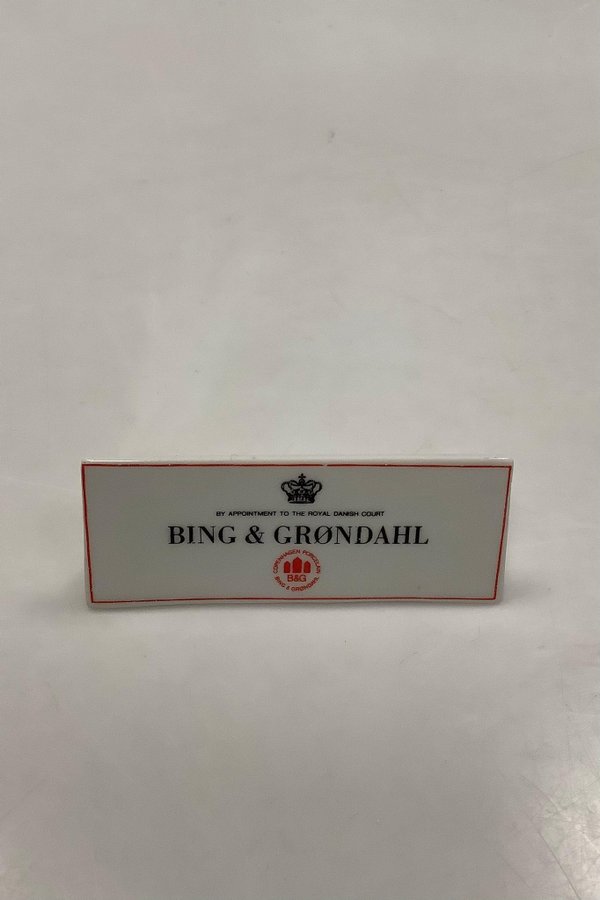 BY APPOINTMENT TO THE ROYAL DANISH COURT
BING & GRØNDAHL
COPENHAGEN PORCELAIN
B&G
BING & GRØNDAHL